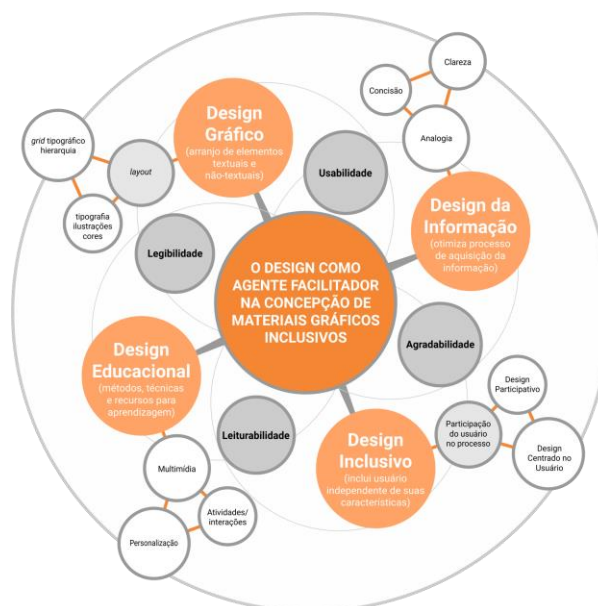 Clareza
Concisão
Analogia
Design
Gráfico
(arranjo de elementos
textuais e
não-textuais)
grid tipográfico
hierarquia
layout
tipografia
ilustrações
cores
Usabilidade
Design da
Informação
(otimiza processo
de aquisição da
informação)
Legibilidade
O DESIGN COMO
AGENTE FACILITADOR
NA CONCEPÇÃO DE
MATERIAIS GRÁFICOS
INCLUSIVOS
Agradabilidade
Design
Educacional
(métodos, técnicas
e recursos para
aprendizagem)
Design
Participativo
Participação
do usuário
no processo
Design
Centrado no
Usuário
Leiturabilidade
Design
Inclusivo
(inclui usuário
independente de suas
características)
Multimídia
Atividades/
interações
Personalização